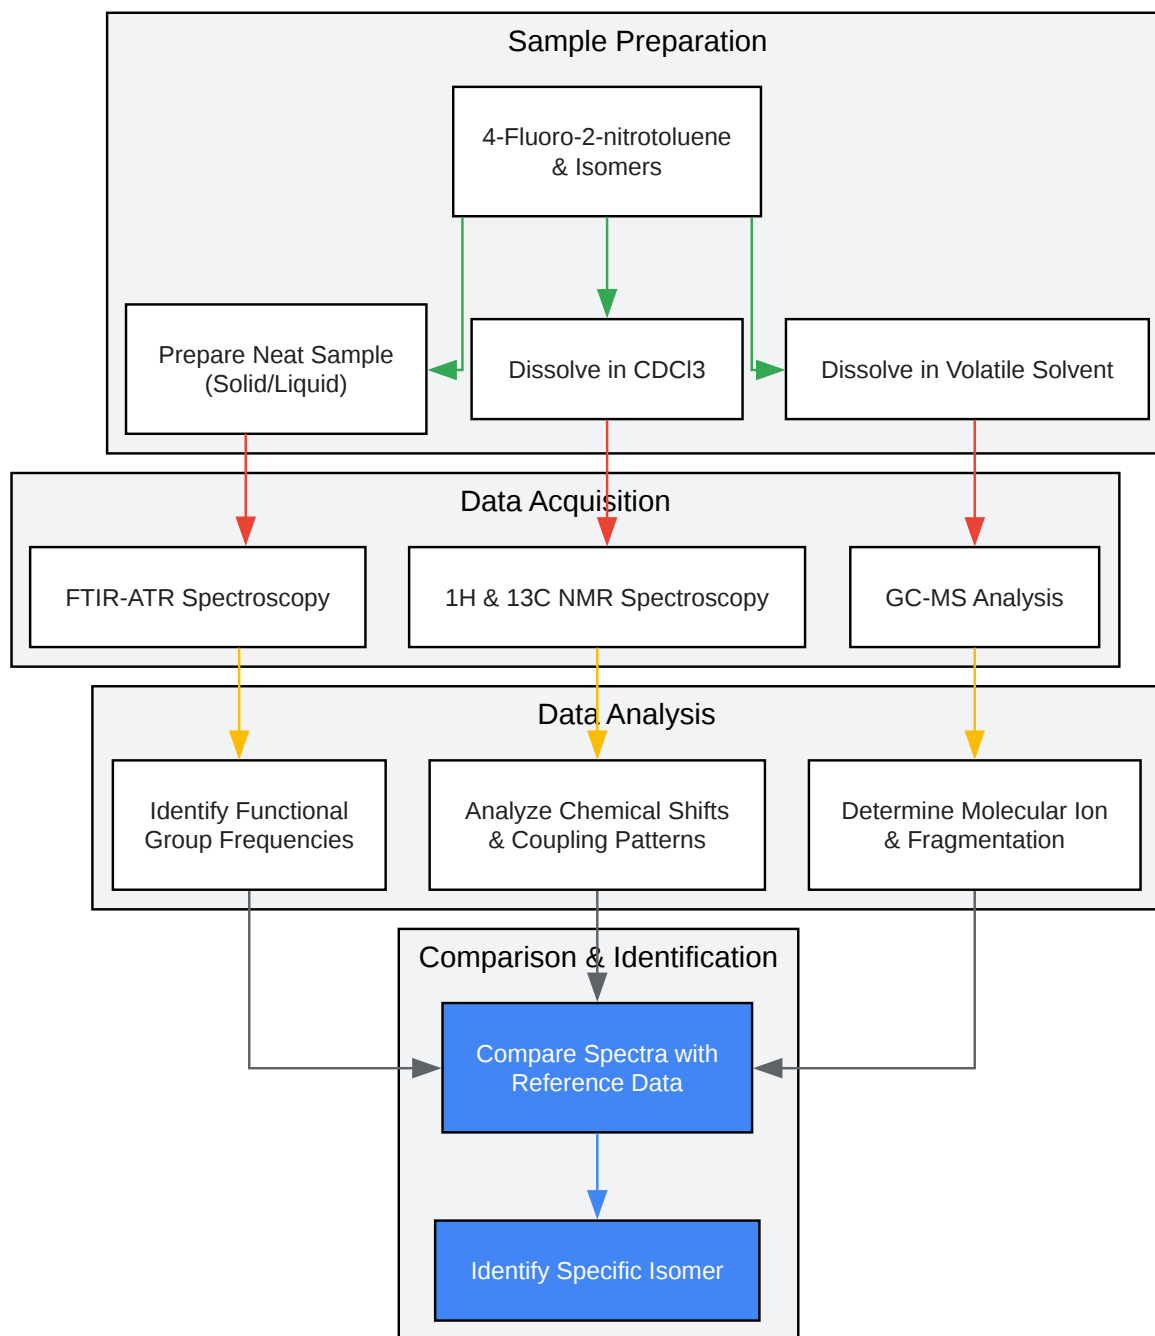 Sample Preparation
4-Fluoro-2-nitrotoluene
& Isomers
Prepare Neat Sample
(Solid/Liquid)
Dissolve in CDCl3
Dissolve in Volatile Solvent
Data Acquisition
FTIR-ATR Spectroscopy
1H & 13C NMR Spectroscopy
GC-MS Analysis
Data Analysis
Identify Functional
Group Frequencies
Analyze Chemical Shifts
& Coupling Patterns
Determine Molecular Ion
& Fragmentation
Comparison & Identification
Compare Spectra with
Reference Data
Identify Specific Isomer